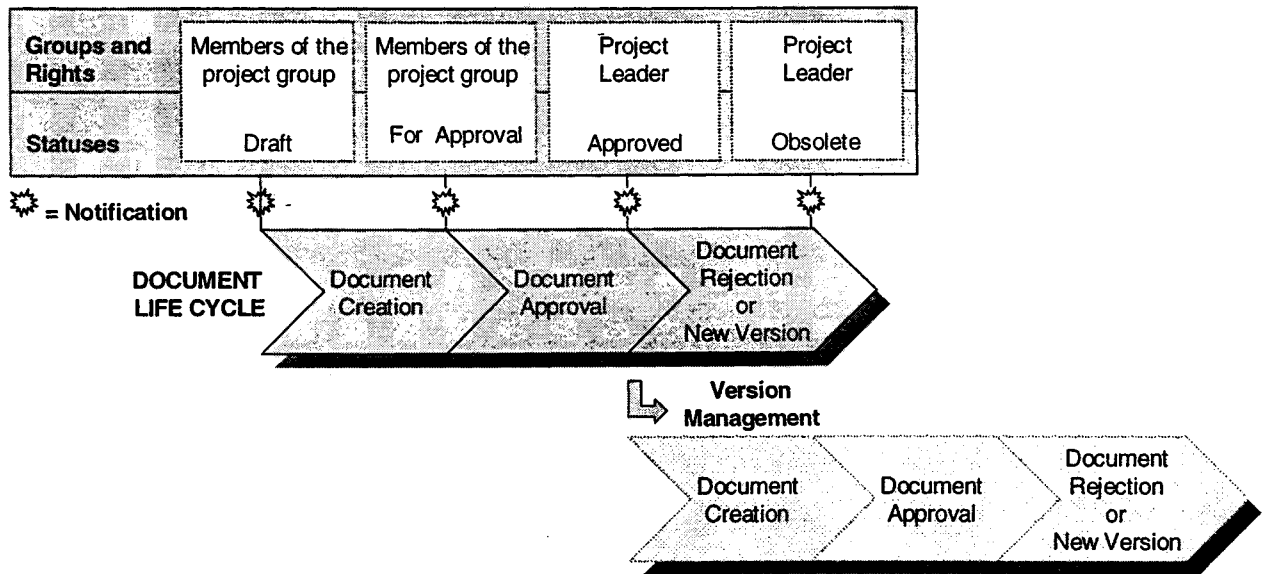 Groups and
Rights
Members of the
project group
Members of the
project group
Project
Leader
Project
Leader
Statuses
Draft
For Approval
Approved
Obsolete
= Notification
DOCUMENT
LIFE CYCLE
Document
Creation
Document
Approval
Document
Rejection
or
New Version
Version
Management
Document
Creation
Document
Approval
Document
Rejection
or
New Version